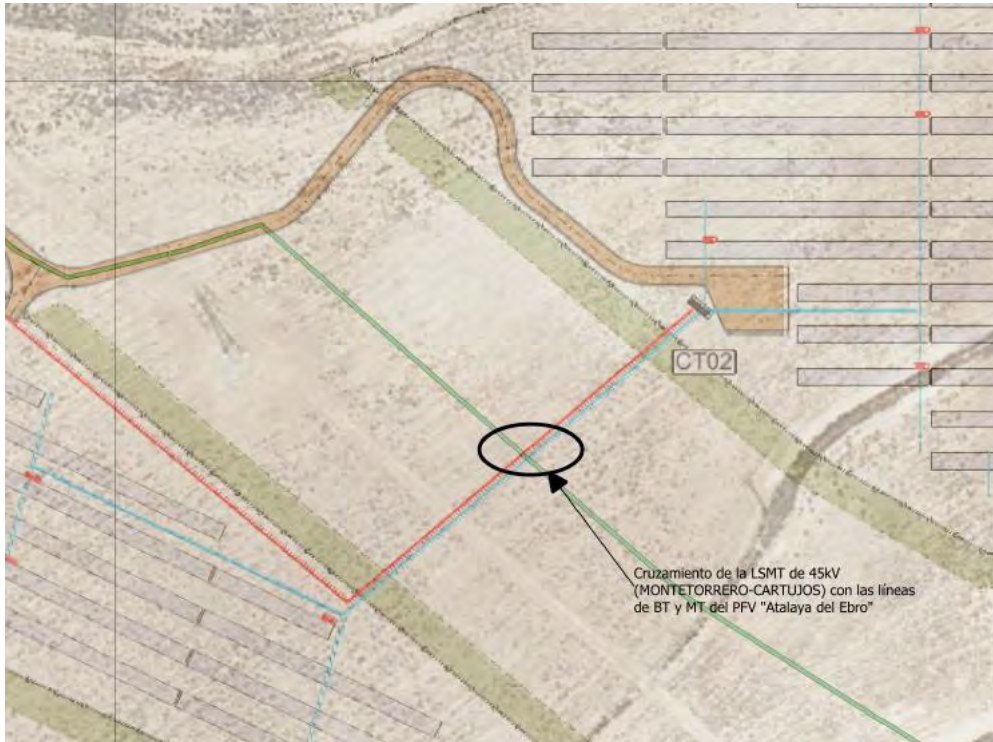 CT02
Cruzamiento de la LSMT de 45kV
(MONTETORRERO-CARTUJOS) con las líneas
de BT y MT del PFV "Atalaya del Ebro"